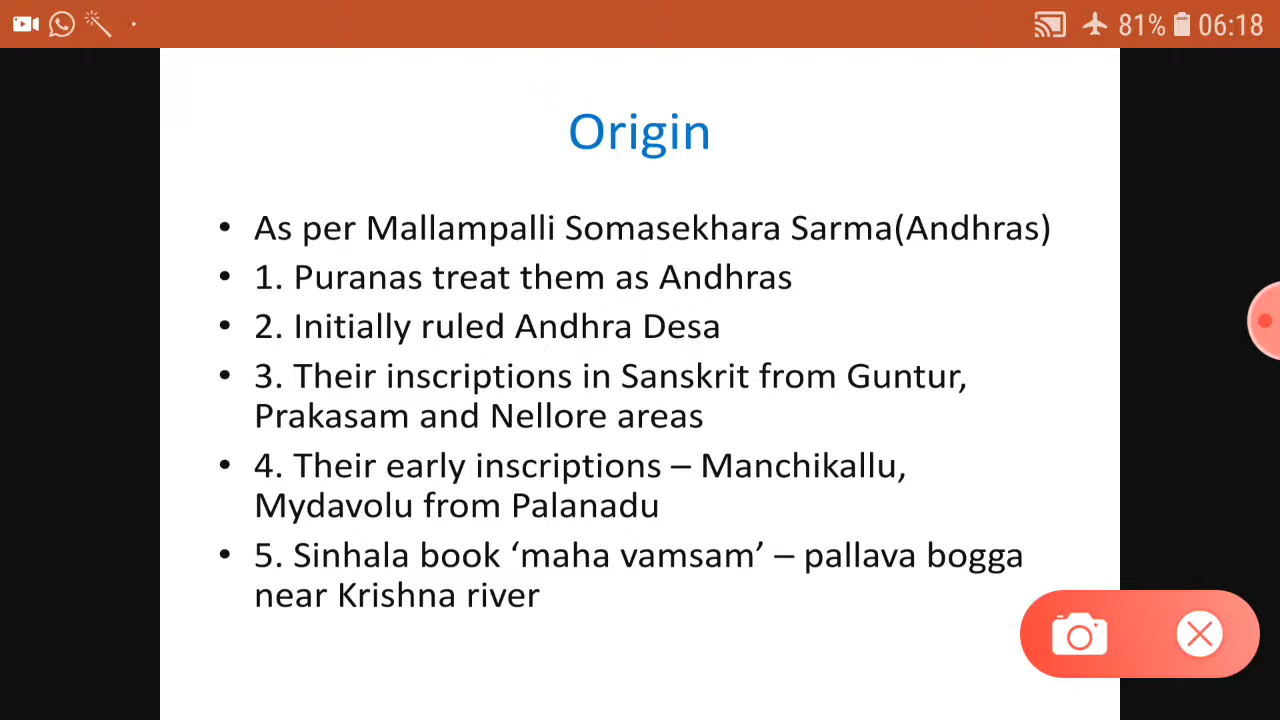 81% 06:18
Origin
• As per Mallampalli Somasekhara Sarma(Andhras)
• 1. Puranas treat them as Andhras
• 2. Initially ruled Andhra Desa
• 3. Their inscriptions in Sanskrit from Guntur,
Prakasam and Nellore areas
• 4. Their early inscriptions – Manchikallu,
Mydavolu from Palanadu
• 5. Sinhala book ‘maha vamsam’ – pallava bogga
near Krishna river